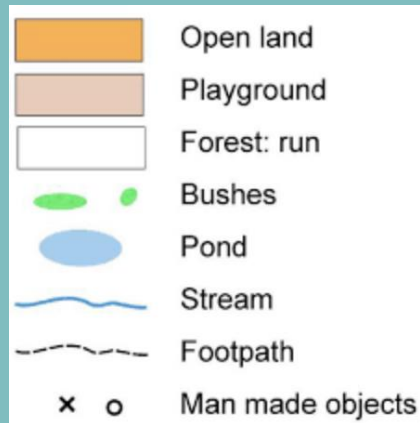 Open land
Playground
Forest: run
Bushes
Pond
Stream
Footpath
Man made objects